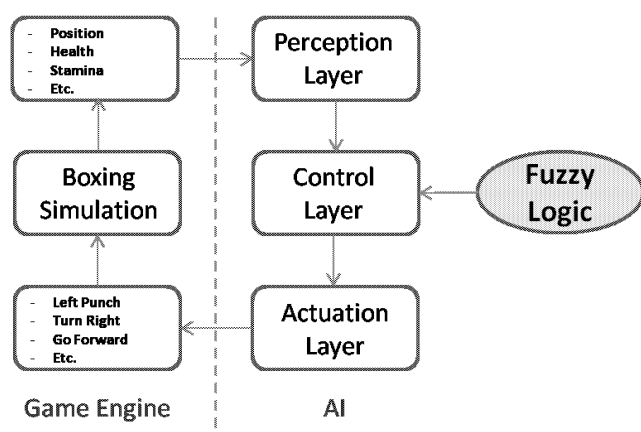 - Position
- Health
- Stamina
- Etc.
Perception
Layer
Boxing
Simulation
Control
Layer
Fuzzy
Logic
- Left Punch
- Turn Right
- Go Forward
- Etc.
Actuation
Layer
Game Engine
AI